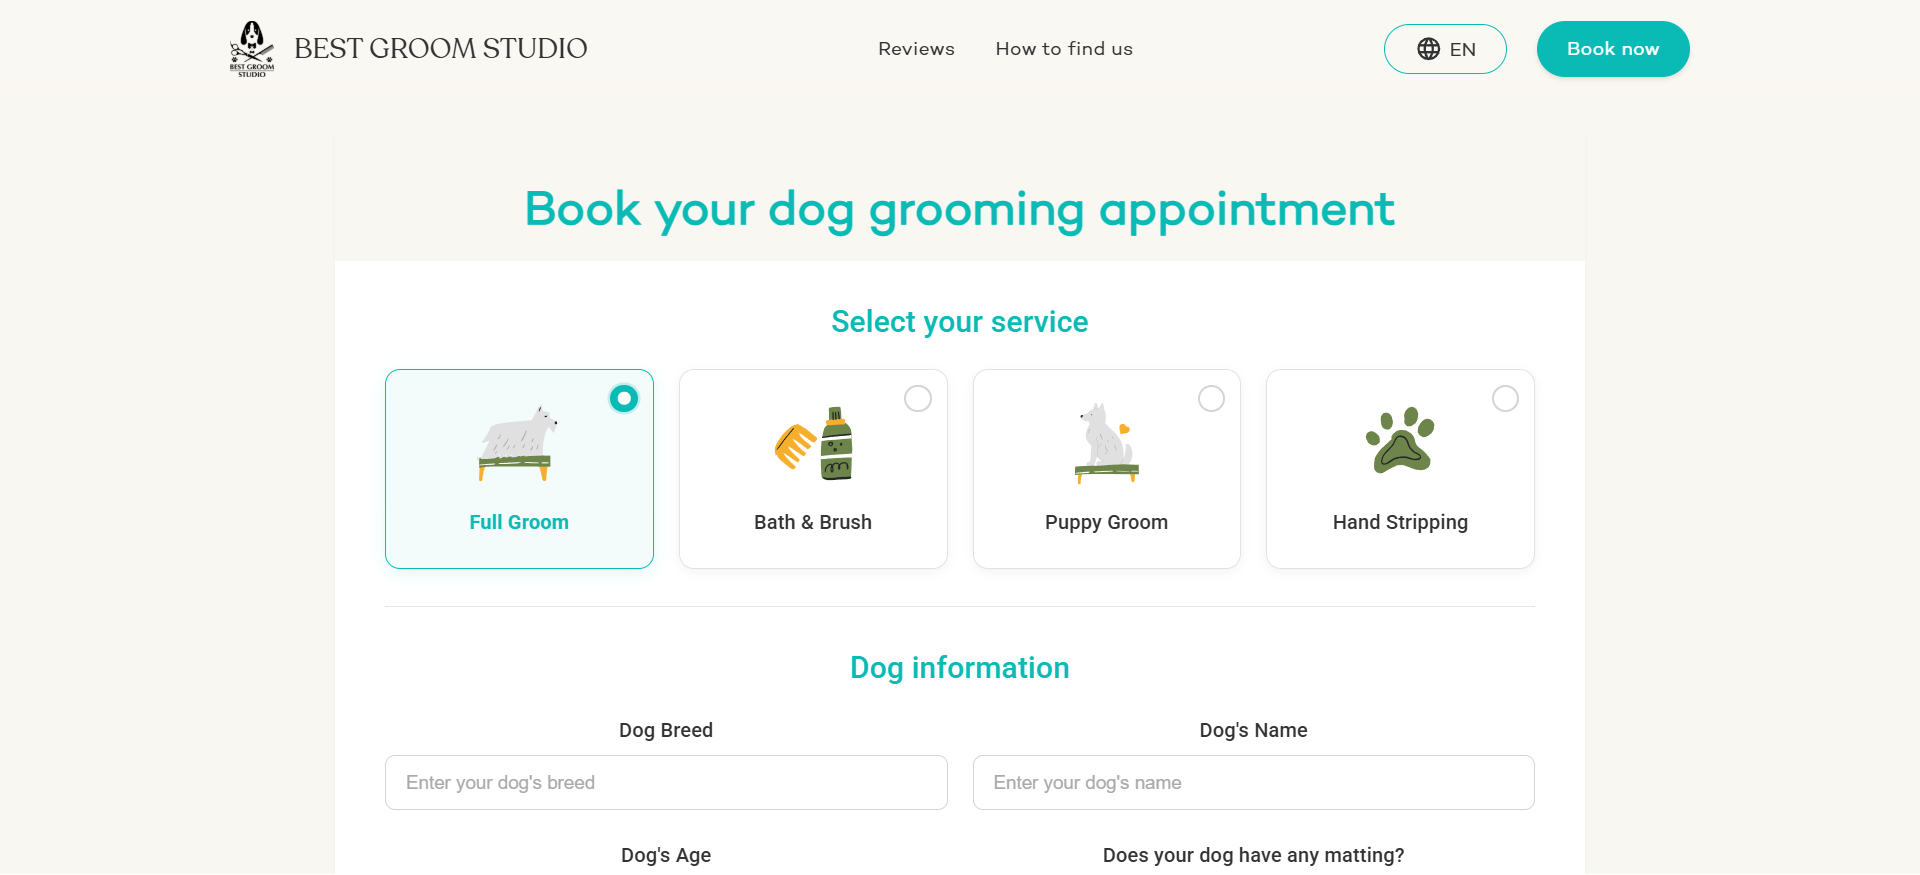 BEST GROOM
STUDIO
BEST GROOM STUDIO
Reviews
How to find us
EN
Book now
Book your dog grooming appointment
Select your service
Full Groom
Bath & Brush
Puppy Groom
Hand Stripping
Dog information
Dog Breed
Dog's Name
Enter your dog's breed
Enter your dog's name
Dog's Age
Does your dog have any matting?